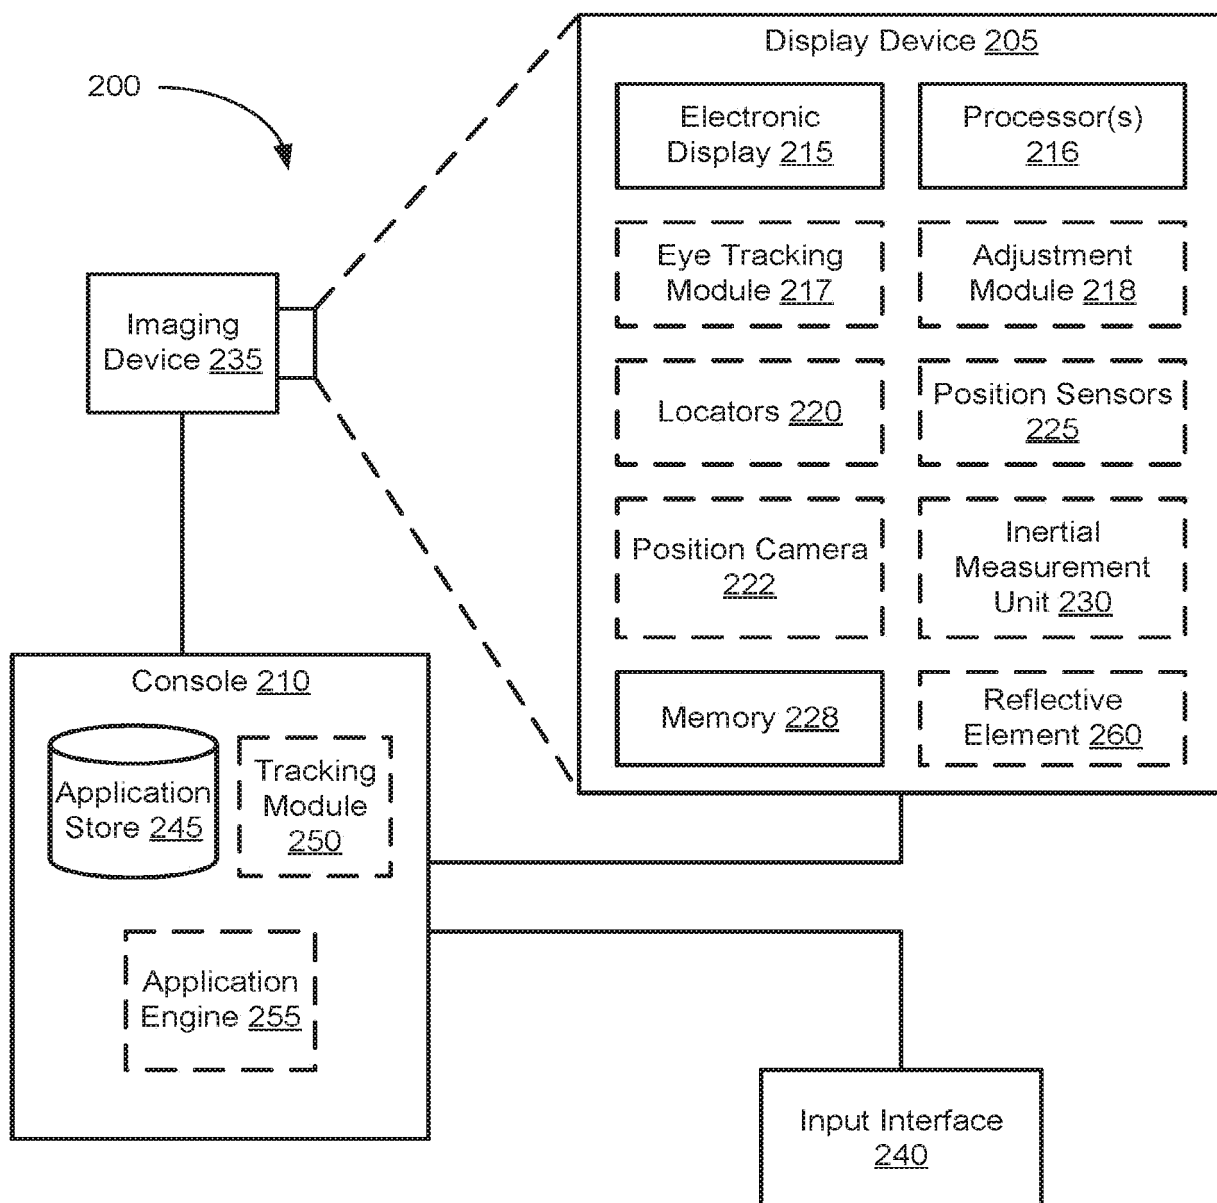 200
Display Device 205
Electronic
Display 215
Processor(s)
216
Eye Tracking
Module 217
Adjustment
Module 218
Locators 220
Position Sensors
225
Position Camera
222
Inertial
Measurement
Unit 230
Memory 228
Reflective
Element 260
Imaging
Device 235
Console 210
Application
Store 245
Tracking
Module
250
Application
Engine 255
Input Interface
240